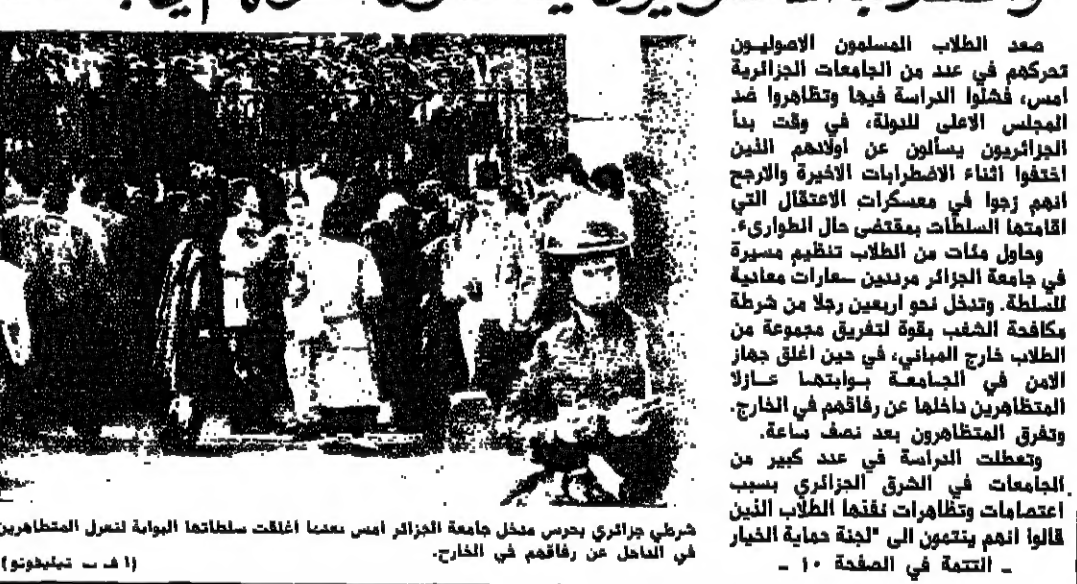 صعد الطلاب المسلمون الاصوليون
تحركهم في عدد من الجامعات الجزائرية
امس، فشلوا الدراسة فيها وتظاهروا ضد
المجلس الاعلى للدولة، في وقت بدأ
الجزائريون يسألون عن اولادهم الذين
اختفوا اثناء الاضطرابات الاخيرة والارجح
انهم زجوا في معسكرات الاعتقال التي
اقامتها السلطات بمقتضى حال الطوارىء.
وحاول مئات من الطلاب تنظيم مسيرة
في جامعة الجزائر مرددين شعارات معادية
للسلطة. وتدخل نحو اربعين رجلا من شرطة
مكافحة الشغب بقوة لتفريق مجموعة من
الطلاب خارج المباني، في حين اغلق جهاز
الامن في الجامعة بوابتها عازلا
المتظاهرين داخلها عن رفاقهم في الخارج.
وتفرق المتظاهرون بعد نصف ساعة.
وتعطلت الدراسة في عدد كبير من
الجامعات في الشرق الجزائري بسبب
اعتصامات وتظاهرات نفذها الطلاب الذين
قالوا انهم ينتمون الى "لجنة حماية الخيار
ـ التتمة في الصفحة ١٠ ـ
شرطي جزائري يحرس مدخل جامعة الجزائر امس بعدما اغلقت سلطاتها البوابة لتعزل المتظاهرين
في الداخل عن رفاقهم في الخارج.
(ا ف ب تيليفوتو)